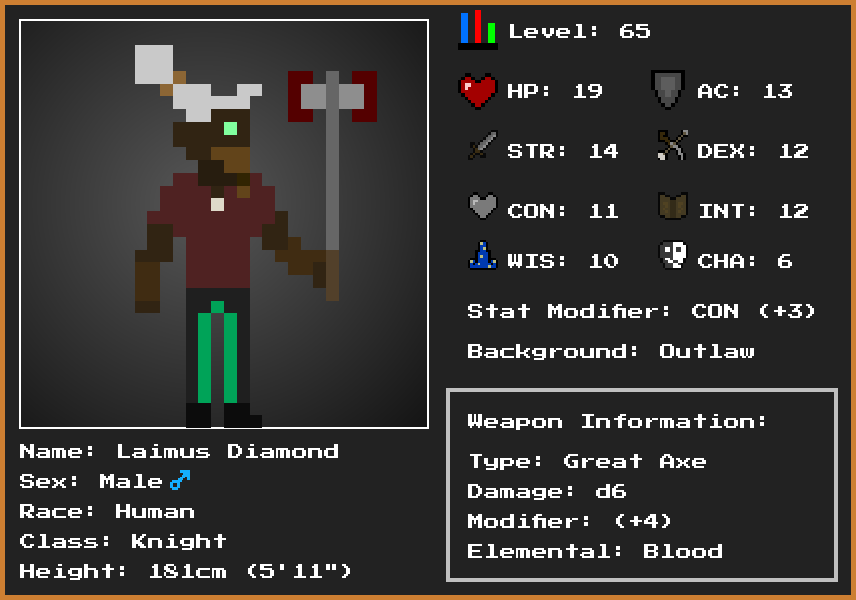 Level: 65
HP: 19
AC: 13
STR: 14
DEX: 12
CON: 11
INT: 12
WIS: 10
CHA: 6
Stat Modifier: CON (+3)
Background: Outlaw
Weapon Information:
Type: Great Axe
Damage: d6
Modifier: (+4)
Elemental: Blood
Name: Laimus Diamond
Sex: Male♂
Race: Human
Class: Knight
Height: 181cm (5'11")